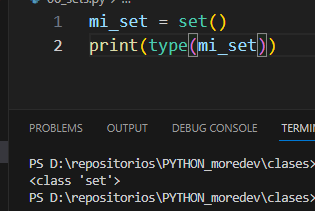 06_sets.py > ...
1 mi_set = set()
2 print(type(mi_set))
PROBLEMS OUTPUT DEBUG CONSOLE
PS D:\repositorios\PYTHON_moredev\clases>
<class 'set'>
PS D:\repositorios\PYTHON_moredev\clases>